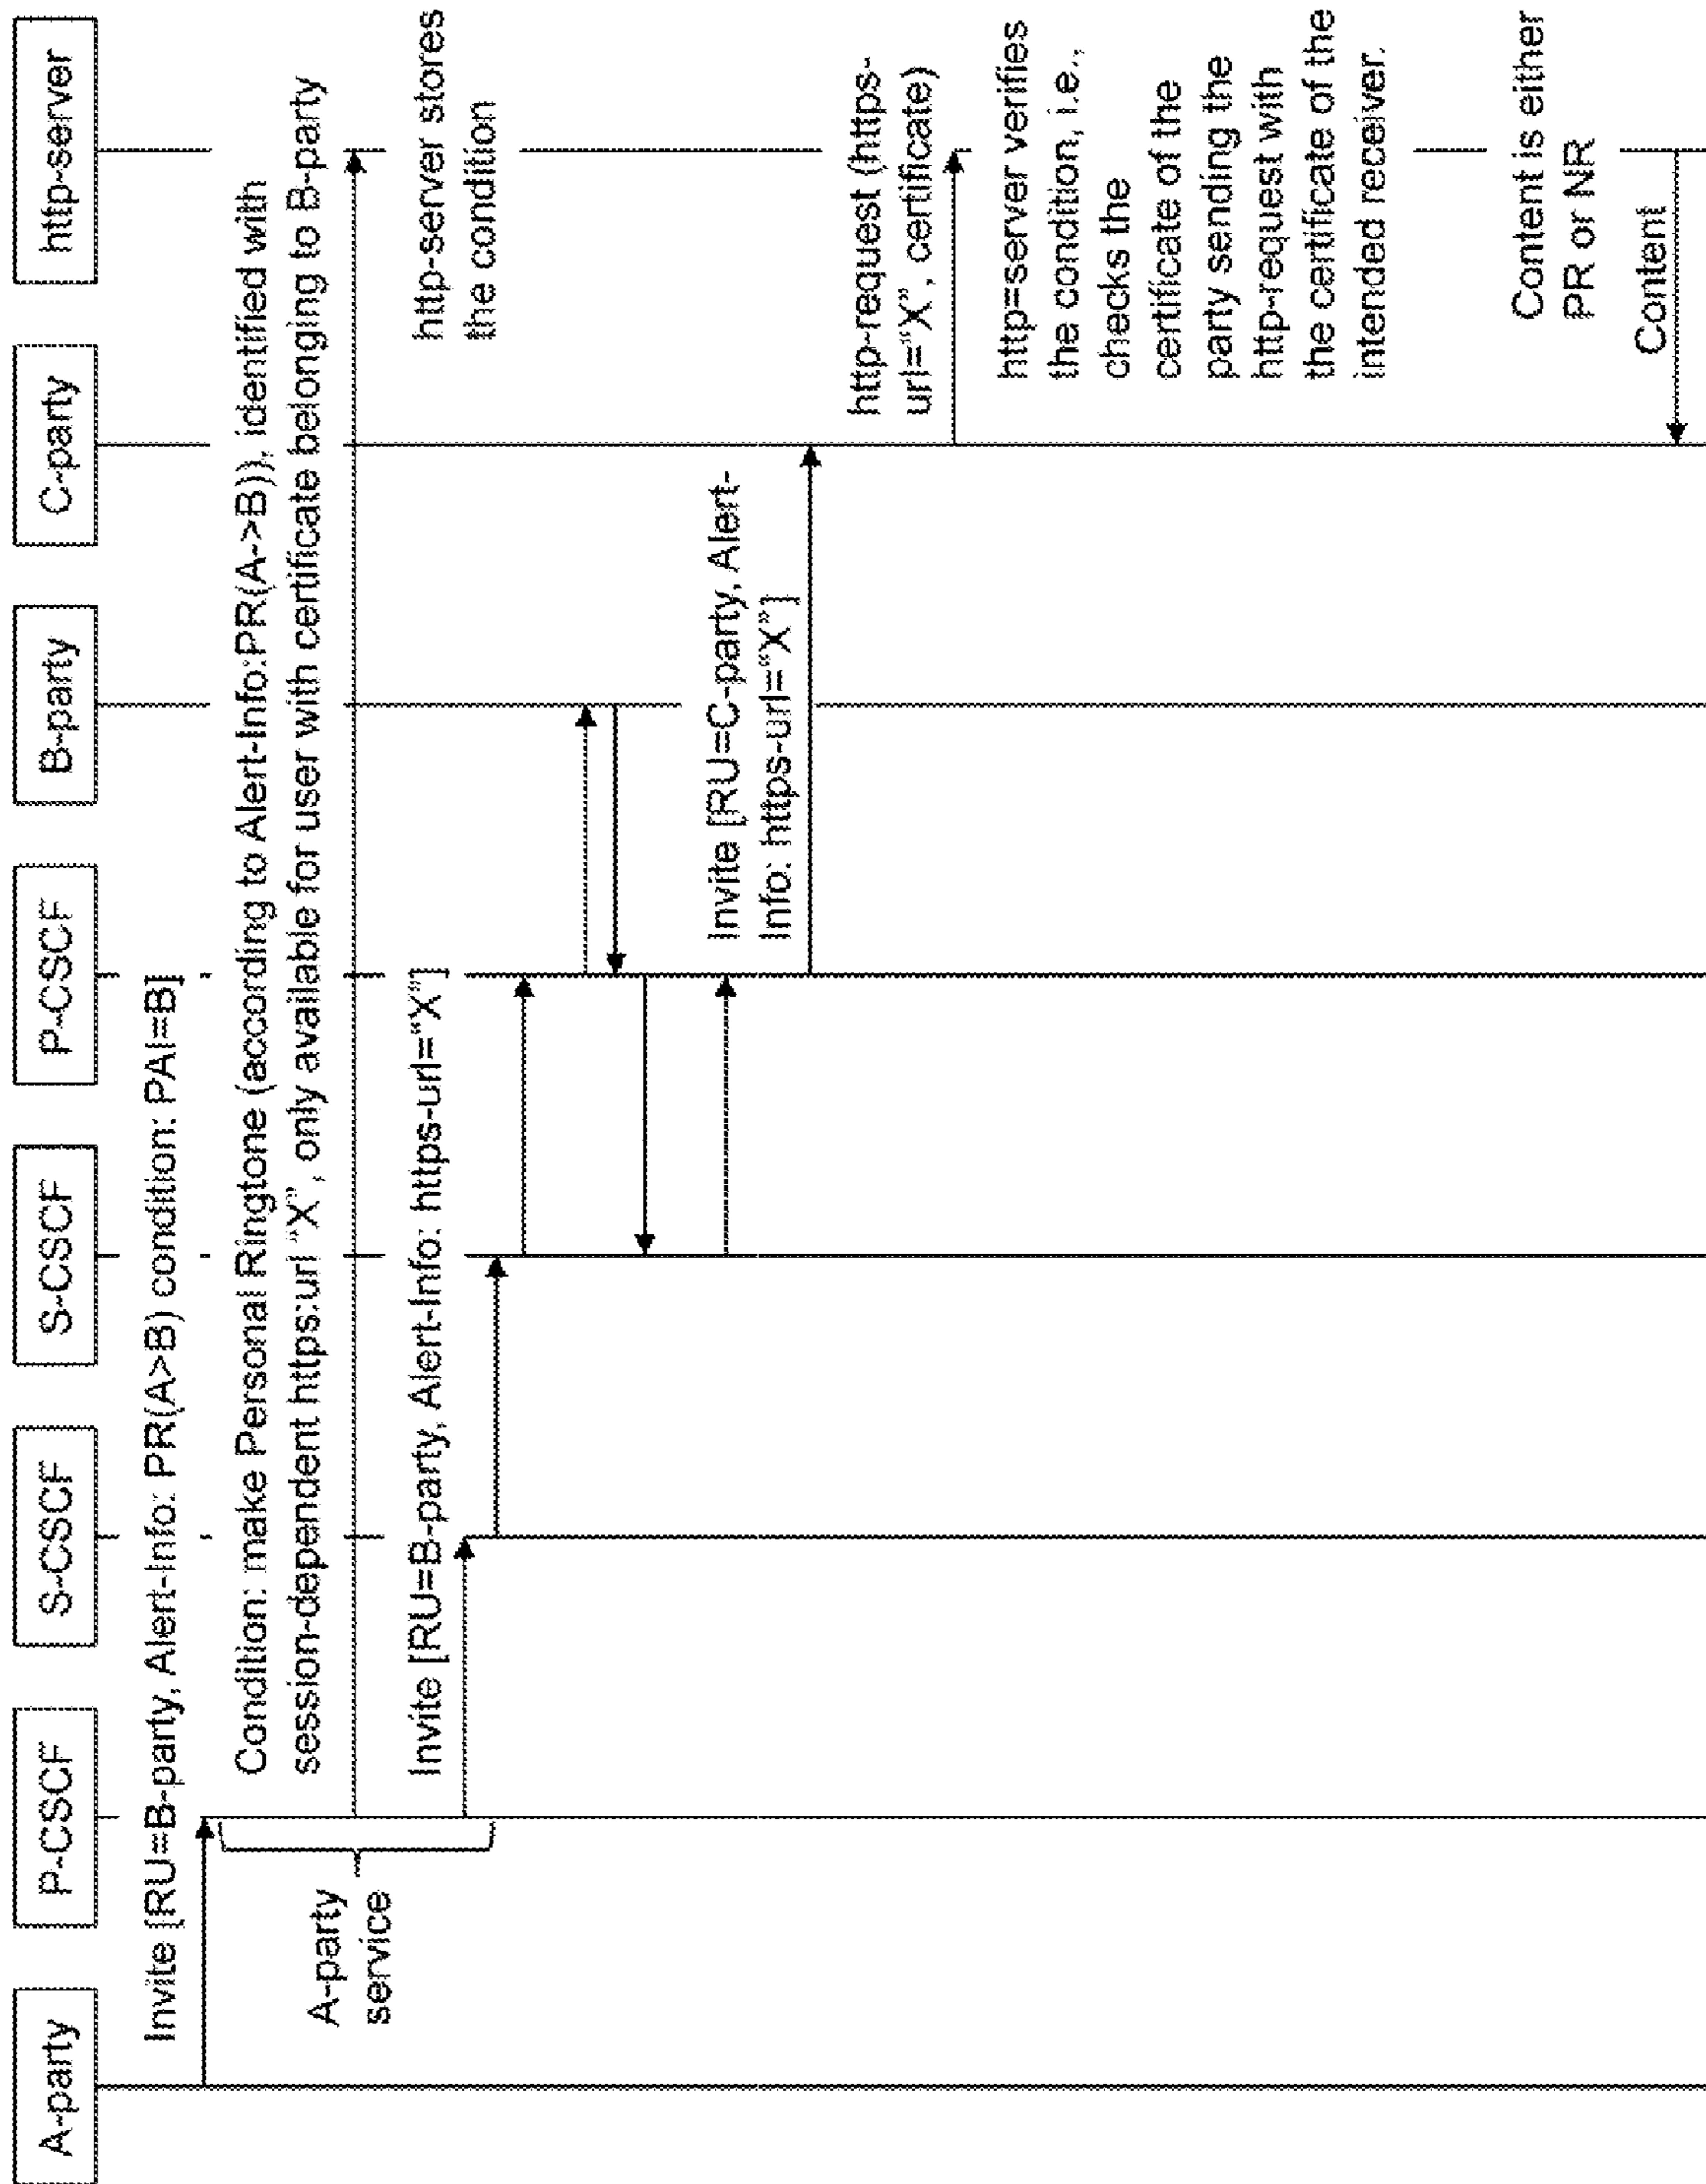 A-party
P-CSCF
S-CSCF
S-CSCF
P-CSCF
B-party
C-party
http-server
Invite [RU=B-party, Alert-Info: PR(A>B) condition: PAI=B]
Condition: make Personal Ringtone (according to Alert-Info:PR(A->B)), identified with
session-dependent https:url "X", only available for user with certificate belonging to B-party
A-party
service
http-server stores
the condition
Invite [RU=B-party, Alert-Info: https-url="X"]
Invite [RU=C-party, Alert-
Info: https-url="X"]
http-request (https-
url="X", certificate)
http=server verifies
the condition, i.e.,
checks the
certificate of the
party sending the
http-request with
the certificate of the
intended receiver.
Content is either
PR or NR
Content